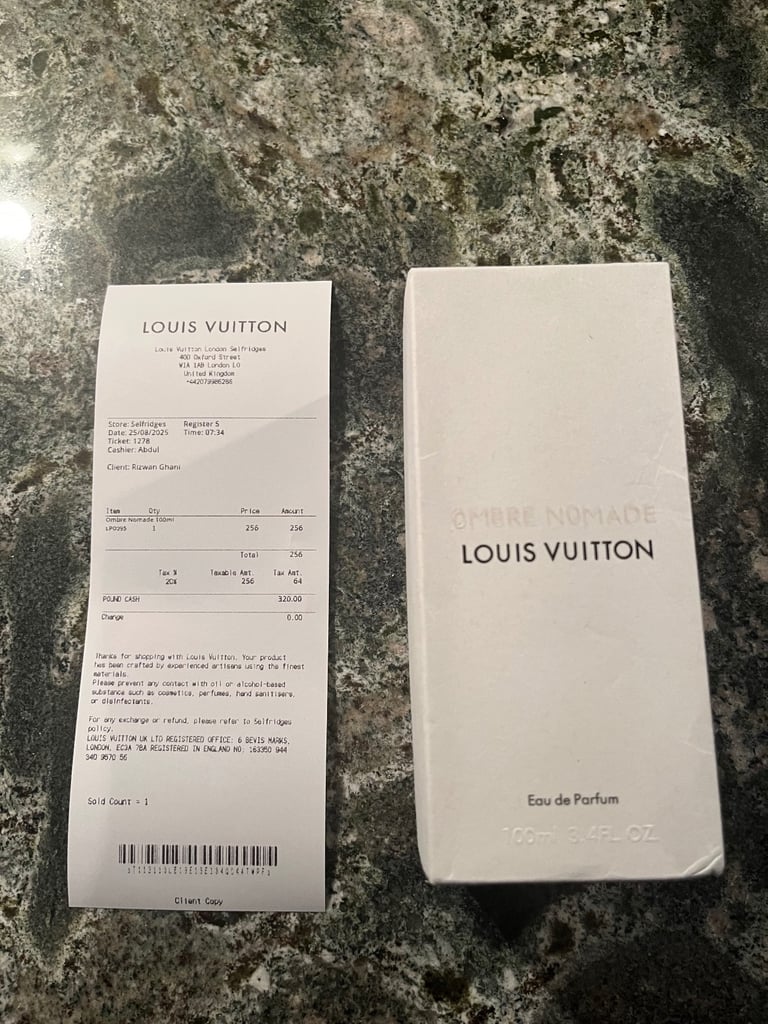 LOUIS VUITTON
Louis Vuitton London Selfridges
400 Oxford Street
W1A 1AB London LO
United Kingdom
Store: Selfridges Register 5
Date: 25/08/2025 Time: 07:34
Ticket: 1278
Cashier: Abdul
Client: Rizwan Ghani
Item Qty Price Amount
Ombre Nomade 100ml
LP0295 1 256 256
Total 256
Tax % Taxable Amt. Tax Amt.
20% 256 64
POUND CASH 320.00
Change 0.00
Thanks for shopping with Louis Vuitton. Your product
has been crafted by experienced artisans using the finest
materials.
Please prevent any contact with oil or alcohol-based
substance such as cosmetics, perfumes, hand sanitisers,
or disinfectants.
For any exchange or refund, please refer to Selfridges
policy.
LOUIS VUITTON UK LTD REGISTERED OFFICE: 6 BEVIS MARKS,
LONDON, EC3A 7BA REGISTERED IN ENGLAND NO: 163350 944
340 9570 56
Sold Count = 1
Client Copy
OMBRE NOMADE
LOUIS VUITTON
Eau de Parfum
100ml 3.4FL.OZ.